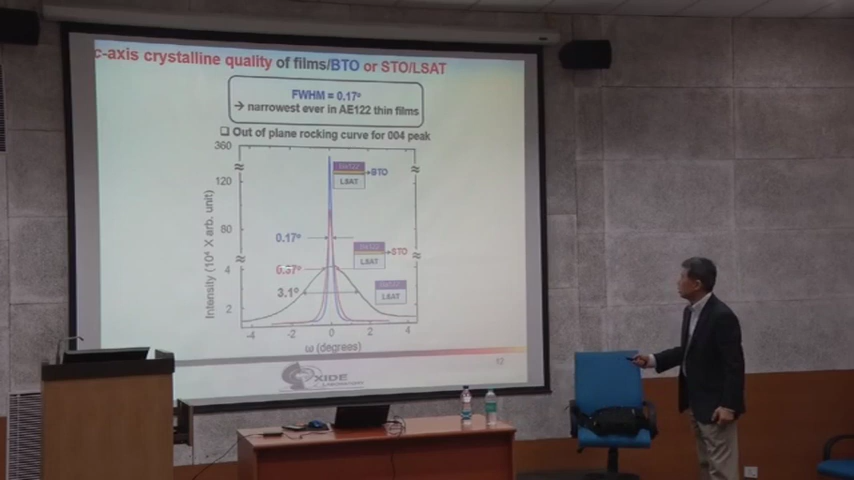 c-axis crystalline quality of films/BTO or STO/LSAT
FWHM = 0.17°
→ narrowest ever in AE122 thin films
❑ Out of plane rocking curve for 004 peak
360
120
80
4
2
Intensity (10⁴ X arb. unit)
BTO
LSAT
0.17°
STO
LSAT
0.37°
3.1°
LSAT
-4
-2
0
2
4
ω (degrees)
12
OXIDE